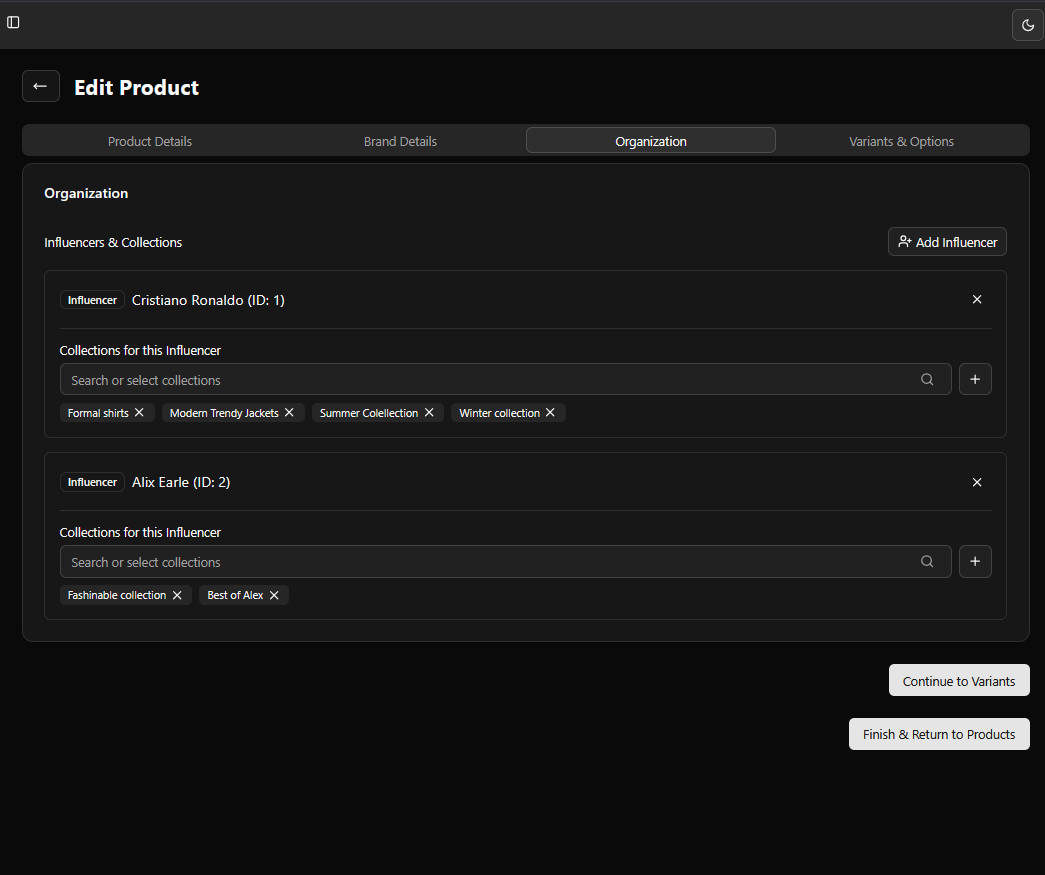 Edit Product
Product Details Brand Details Organization Variants & Options
Organization
Influencers & Collections Add Influencer
Influencer Cristiano Ronaldo (ID: 1)
Collections for this Influencer
Search or select collections
Formal shirts Modern Trendy Jackets Summer Colellection Winter collection
Influencer Alix Earle (ID: 2)
Collections for this Influencer
Search or select collections
Fashinable collection Best of Alex
Continue to Variants
Finish & Return to Products